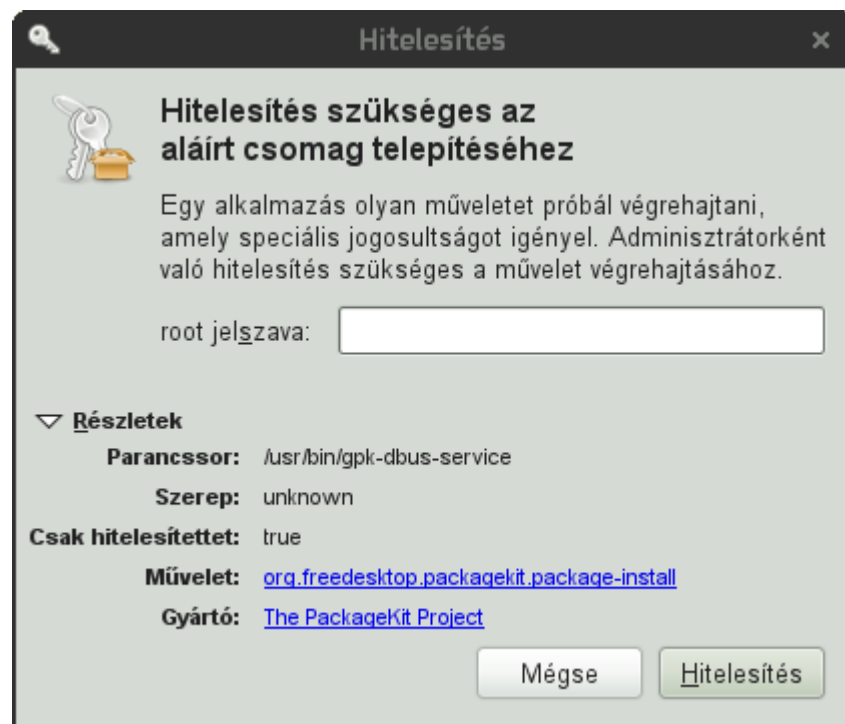 Hitelesítés
Hitelesítés szükséges az
aláírt csomag telepítéséhez
Egy alkalmazás olyan műveletet próbál végrehajtani,
amely speciális jogosultságot igényel. Adminisztrátorként
való hitelesítés szükséges a művelet végrehajtásához.
root jelszava:
Részletek
Parancssor: /usr/bin/gpk-dbus-service
Szerep: unknown
Csak hitelesítettet: true
Művelet: org.freedesktop.packagekit.package-install
Gyártó: The PackageKit Project
Mégse Hitelesítés